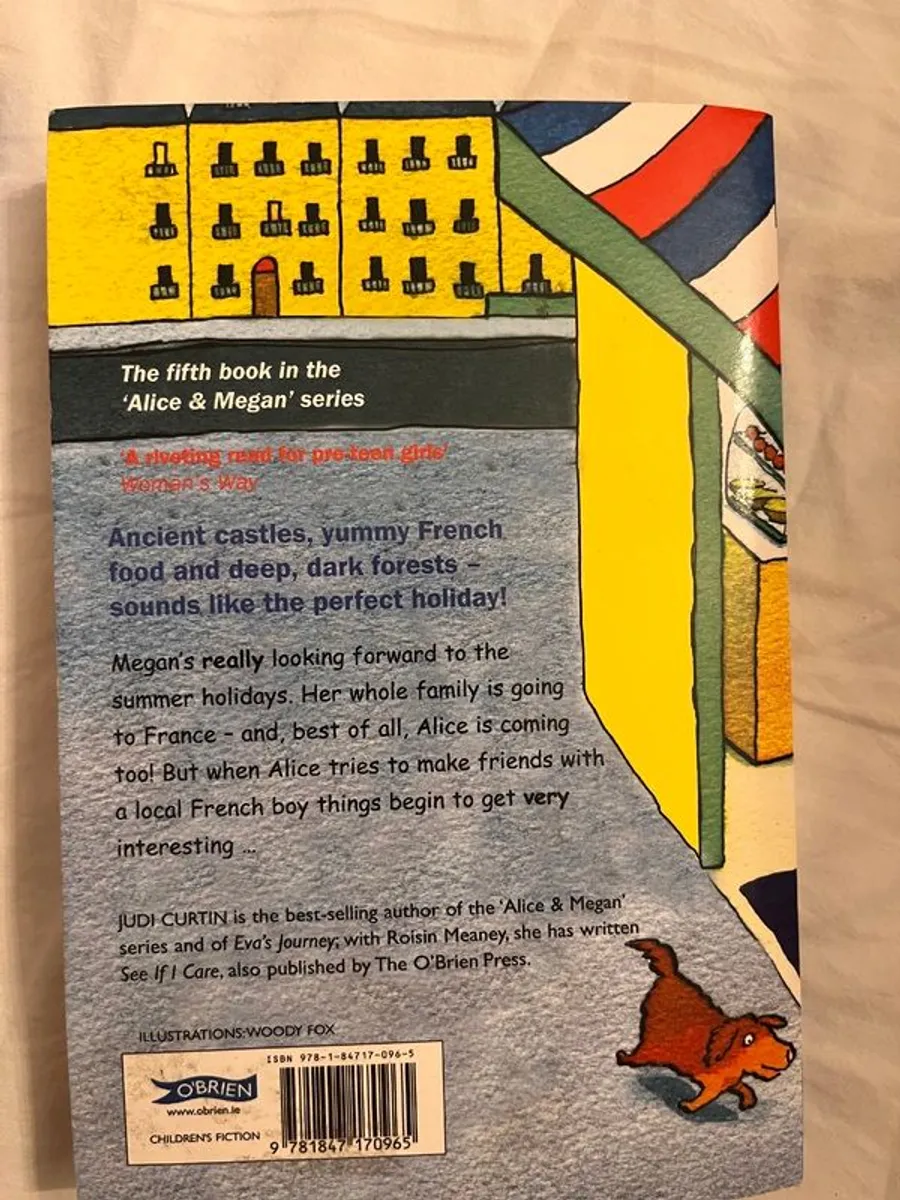 The fifth book in the
'Alice & Megan' series
'A riveting read for pre-teen girls'
Woman's Way
Ancient castles, yummy French
food and deep, dark forests –
sounds like the perfect holiday!
Megan's really looking forward to the
summer holidays. Her whole family is going
to France – and, best of all, Alice is coming
too! But when Alice tries to make friends with
a local French boy things begin to get very
interesting ...
JUDI CURTIN is the best-selling author of the 'Alice & Megan'
series and of Eva's Journey; with Roisin Meaney, she has written
See If I Care, also published by The O'Brien Press.
ILLUSTRATIONS: WOODY FOX
ISBN 978-1-84717-096-5
O'BRIEN
www.obrien.ie
CHILDREN'S FICTION
9 781847 170965